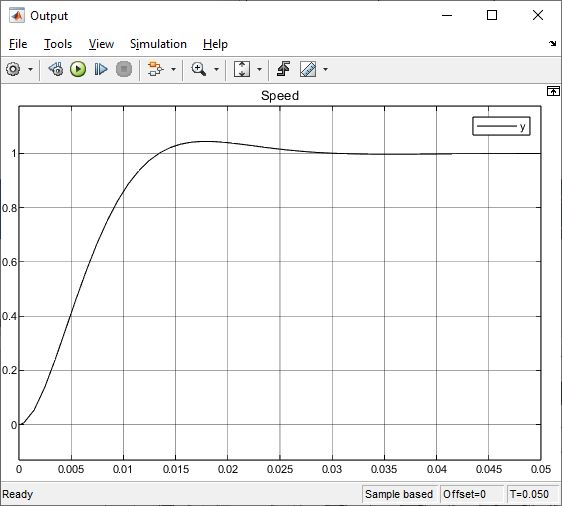 Output
File Tools View Simulation Help
Speed
y
1
0.8
0.6
0.4
0.2
0
0 0.005 0.01 0.015 0.02 0.025 0.03 0.035 0.04 0.045 0.05
Ready Sample based Offset=0 T=0.050